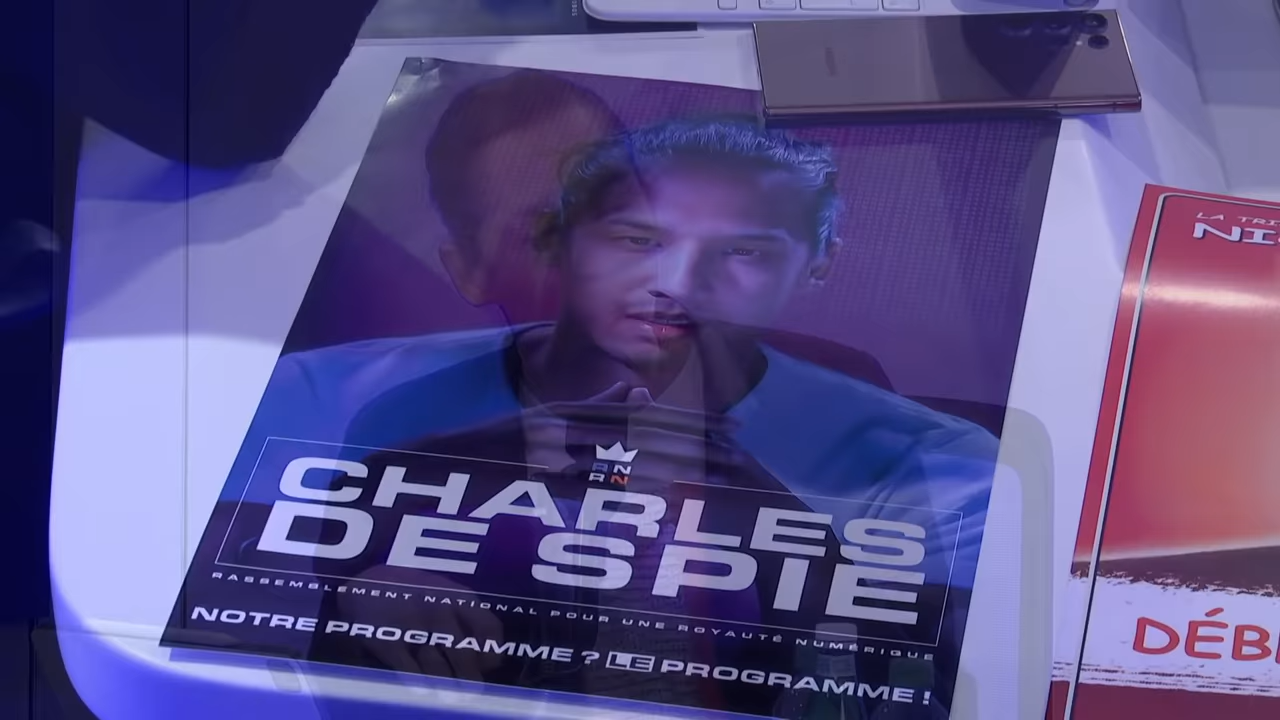 RN
RN
CHARLES
DE SPIE
RASSEMBLEMENT NATIONAL POUR UNE ROYAUTÉ NUMÉRIQUE
NOTRE PROGRAMME ? LE PROGRAMME !
LA TRI
NI
DÉB